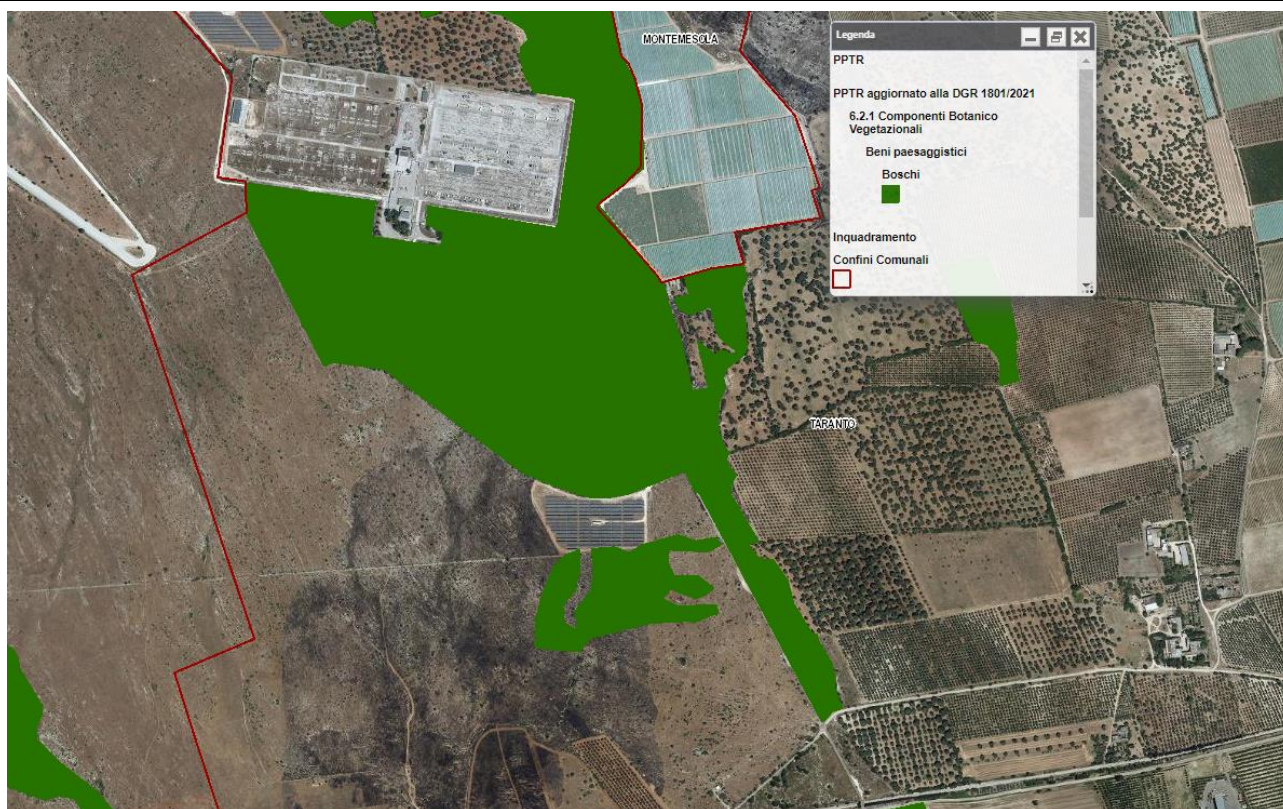 MONTEMESOLA
Legenda
PPTR
PPTR aggiornato alla DGR 1801/2021
6.2.1 Componenti Botanico
Vegetazionali
Beni paesaggistici
Boschi
Inquadramento
Confini Comunali
TARANTO